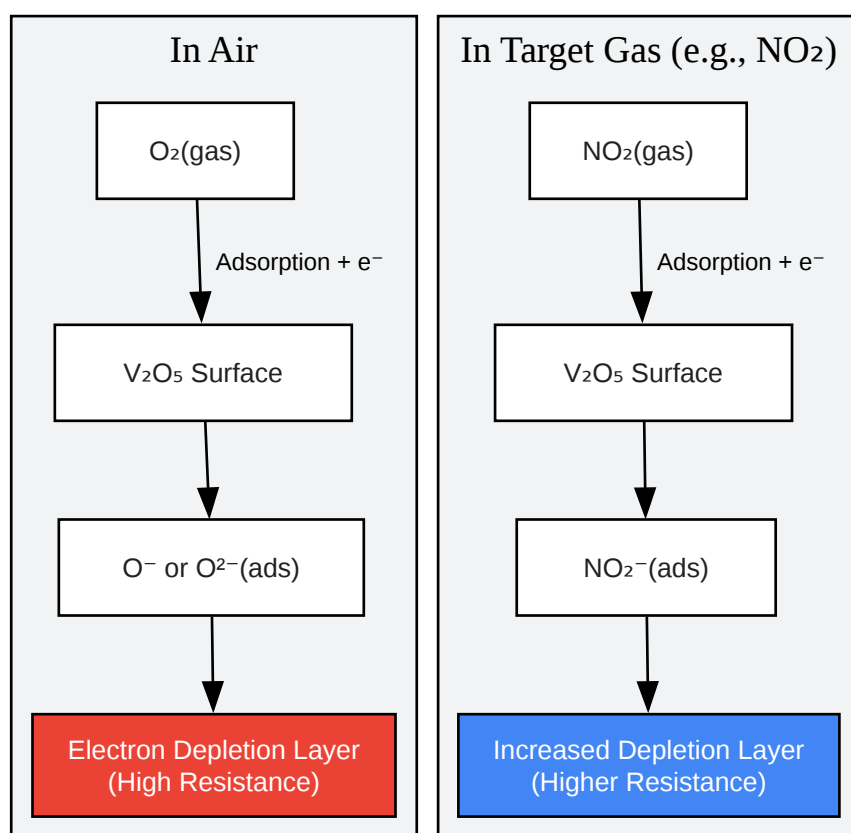 In Air
O₂(gas)
Adsorption + e⁻
V₂O₅ Surface
O⁻ or O²⁻(ads)
Electron Depletion Layer
(High Resistance)
In Target Gas (e.g., NO₂)
NO₂(gas)
Adsorption + e⁻
V₂O₅ Surface
NO₂⁻(ads)
Increased Depletion Layer
(Higher Resistance)